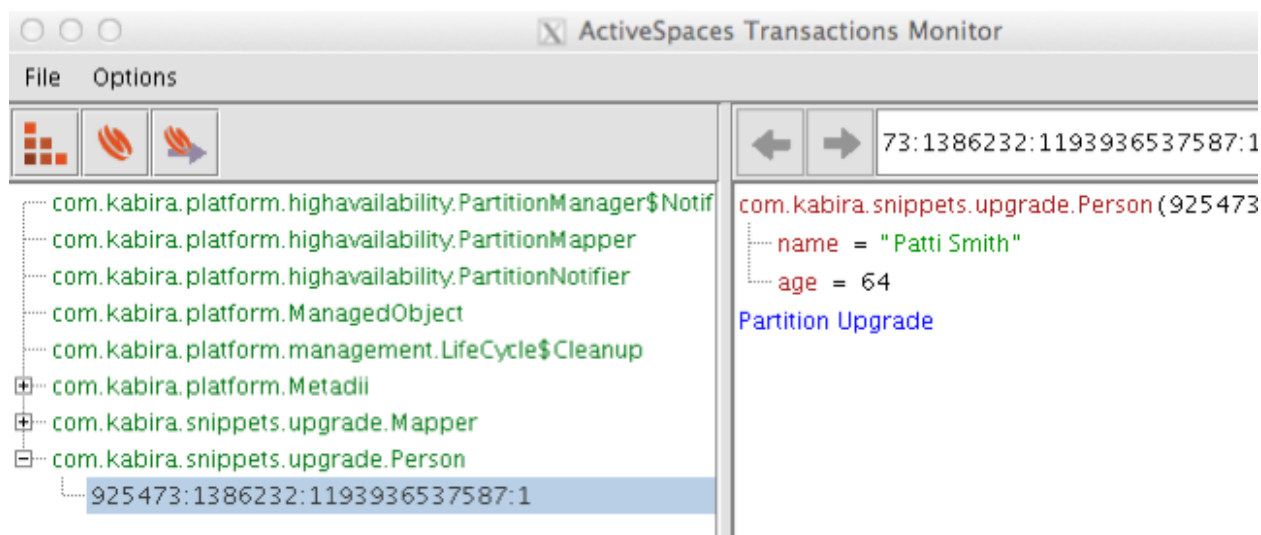 ActiveSpaces Transactions Monitor
File Options
73:1386232:1193936537587:1
com.kabira.platform.highavailability.PartitionManager$Notif
com.kabira.platform.highavailability.PartitionMapper
com.kabira.platform.highavailability.PartitionNotifier
com.kabira.platform.ManagedObject
com.kabira.platform.management.LifeCycle$Cleanup
com.kabira.platform.Metadii
com.kabira.snippets.upgrade.Mapper
com.kabira.snippets.upgrade.Person
925473:1386232:1193936537587:1
com.kabira.snippets.upgrade.Person(925473
name = "Patti Smith"
age = 64
Partition Upgrade